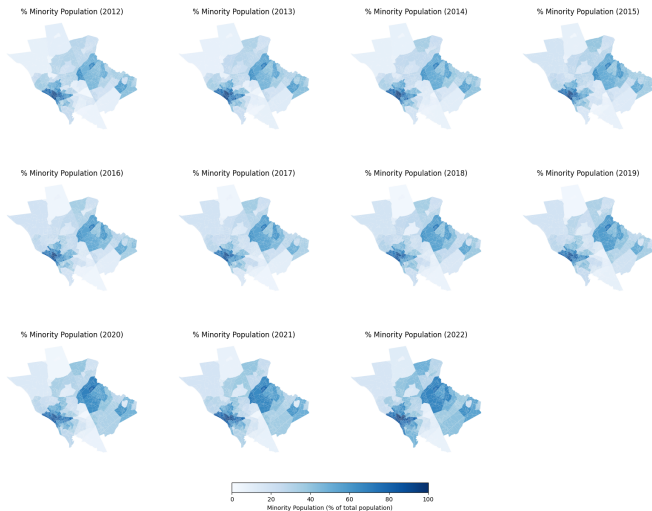 % Minority Population (2012)
% Minority Population (2013)
% Minority Population (2014)
% Minority Population (2015)
% Minority Population (2016)
% Minority Population (2017)
% Minority Population (2018)
% Minority Population (2019)
% Minority Population (2020)
% Minority Population (2021)
% Minority Population (2022)
0 20 40 60 80 100
Minority Population (% of total population)